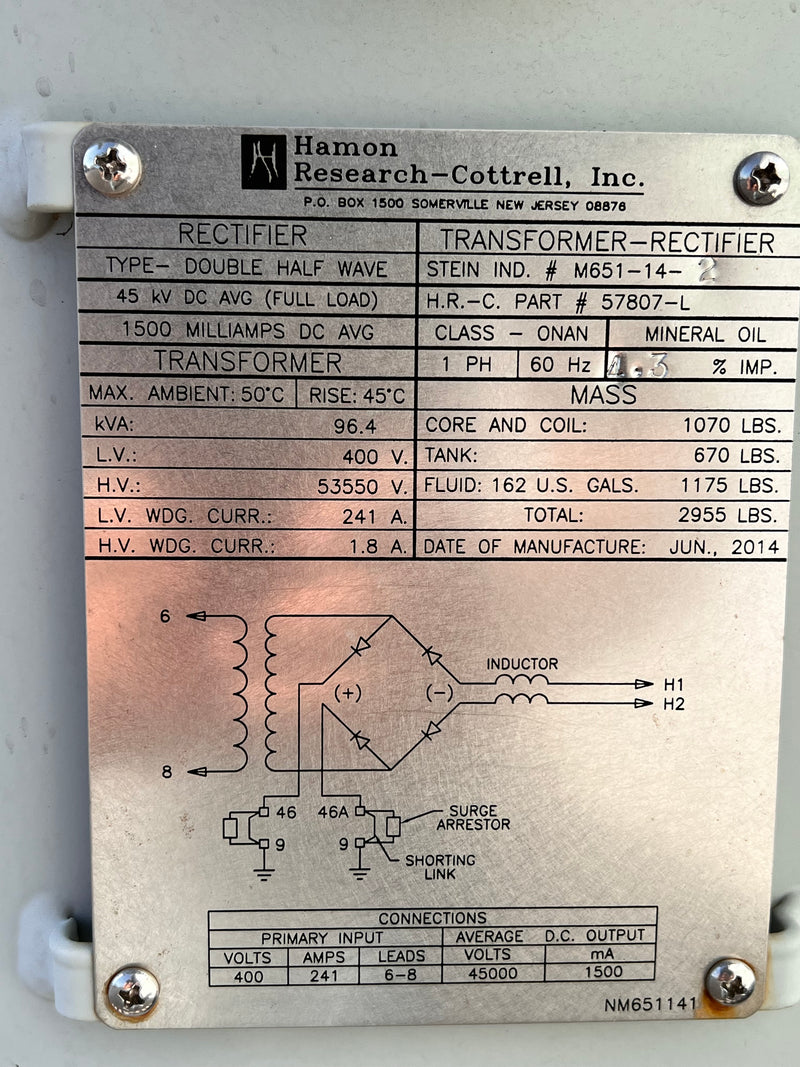 Hamon
Research-Cottrell, Inc.
P.O. BOX 1500 SOMERVILLE NEW JERSEY 08876
RECTIFIER
TYPE- DOUBLE HALF WAVE
45 kV DC AVG (FULL LOAD)
1500 MILLIAMPS DC AVG
TRANSFORMER
MAX. AMBIENT: 50°C RISE: 45°C
kVA: 96.4
L.V.: 400 V.
H.V.: 53550 V.
L.V. WDG. CURR.: 241 A.
H.V. WDG. CURR.: 1.8 A.
TRANSFORMER-RECTIFIER
STEIN IND. # M651-14-2
H.R.-C. PART # 57807-L
CLASS - ONAN MINERAL OIL
1 PH 60 Hz 4.3 % IMP.
MASS
CORE AND COIL: 1070 LBS.
TANK: 670 LBS.
FLUID: 162 U.S. GALS. 1175 LBS.
TOTAL: 2955 LBS.
DATE OF MANUFACTURE: JUN., 2014
6
INDUCTOR
(+) (-) H1
H2
8
46 46A SURGE
ARRESTOR
9 9 SHORTING
LINK
CONNECTIONS
PRIMARY INPUT AVERAGE D.C. OUTPUT
VOLTS AMPS LEADS VOLTS mA
400 241 6-8 45000 1500
NM651141